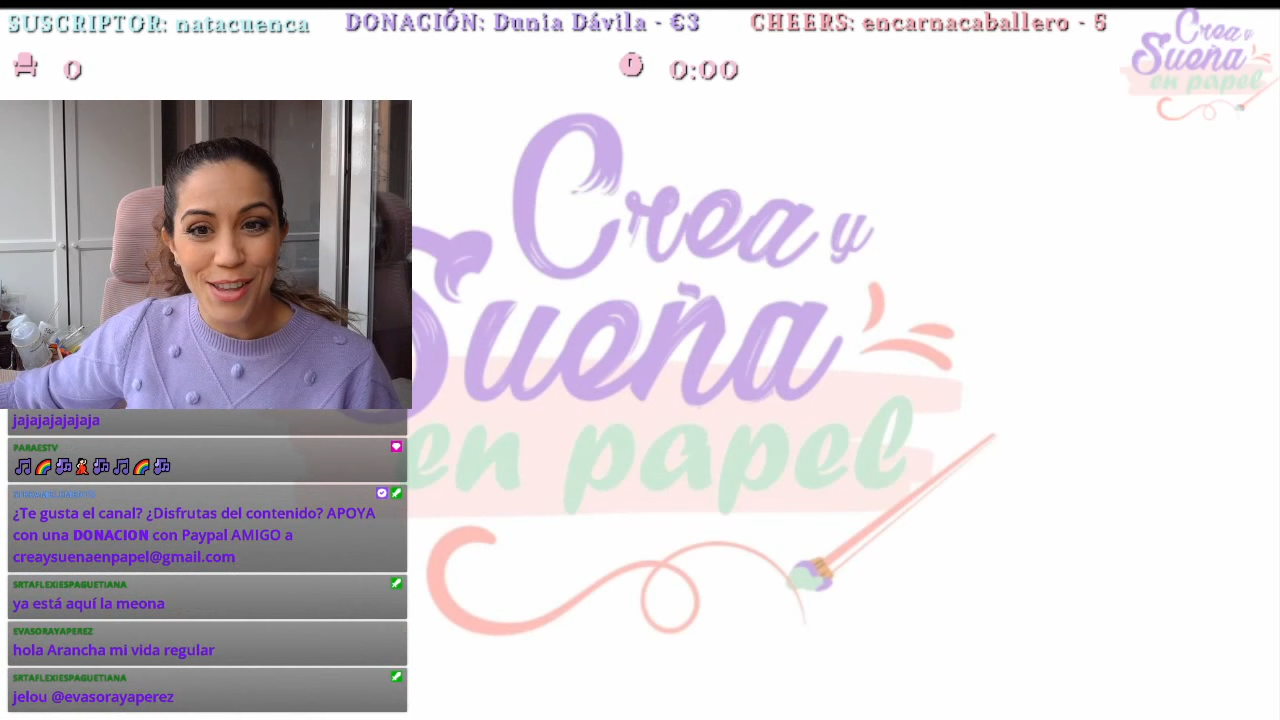 SUSCRIPTOR: natacuenca
DONACIÓN: Dunia Dávila - €3
CHEERS: encarnacaballero - 5
0
0:00
Crea y
Sueña
en papel
Crea y
Sueña
en papel
jajajajajajaja
PARAESTV
¿Te gusta el canal? ¿Disfrutas del contenido? APOYA
con una DONACION con Paypal AMIGO a
creaysuenaenpapel@gmail.com
SRTAFLEXIESPAGUETIANA
ya está aquí la meona
EVASORAYAPEREZ
hola Arancha mi vida regular
SRTAFLEXIESPAGUETIANA
jelou @evasorayaperez